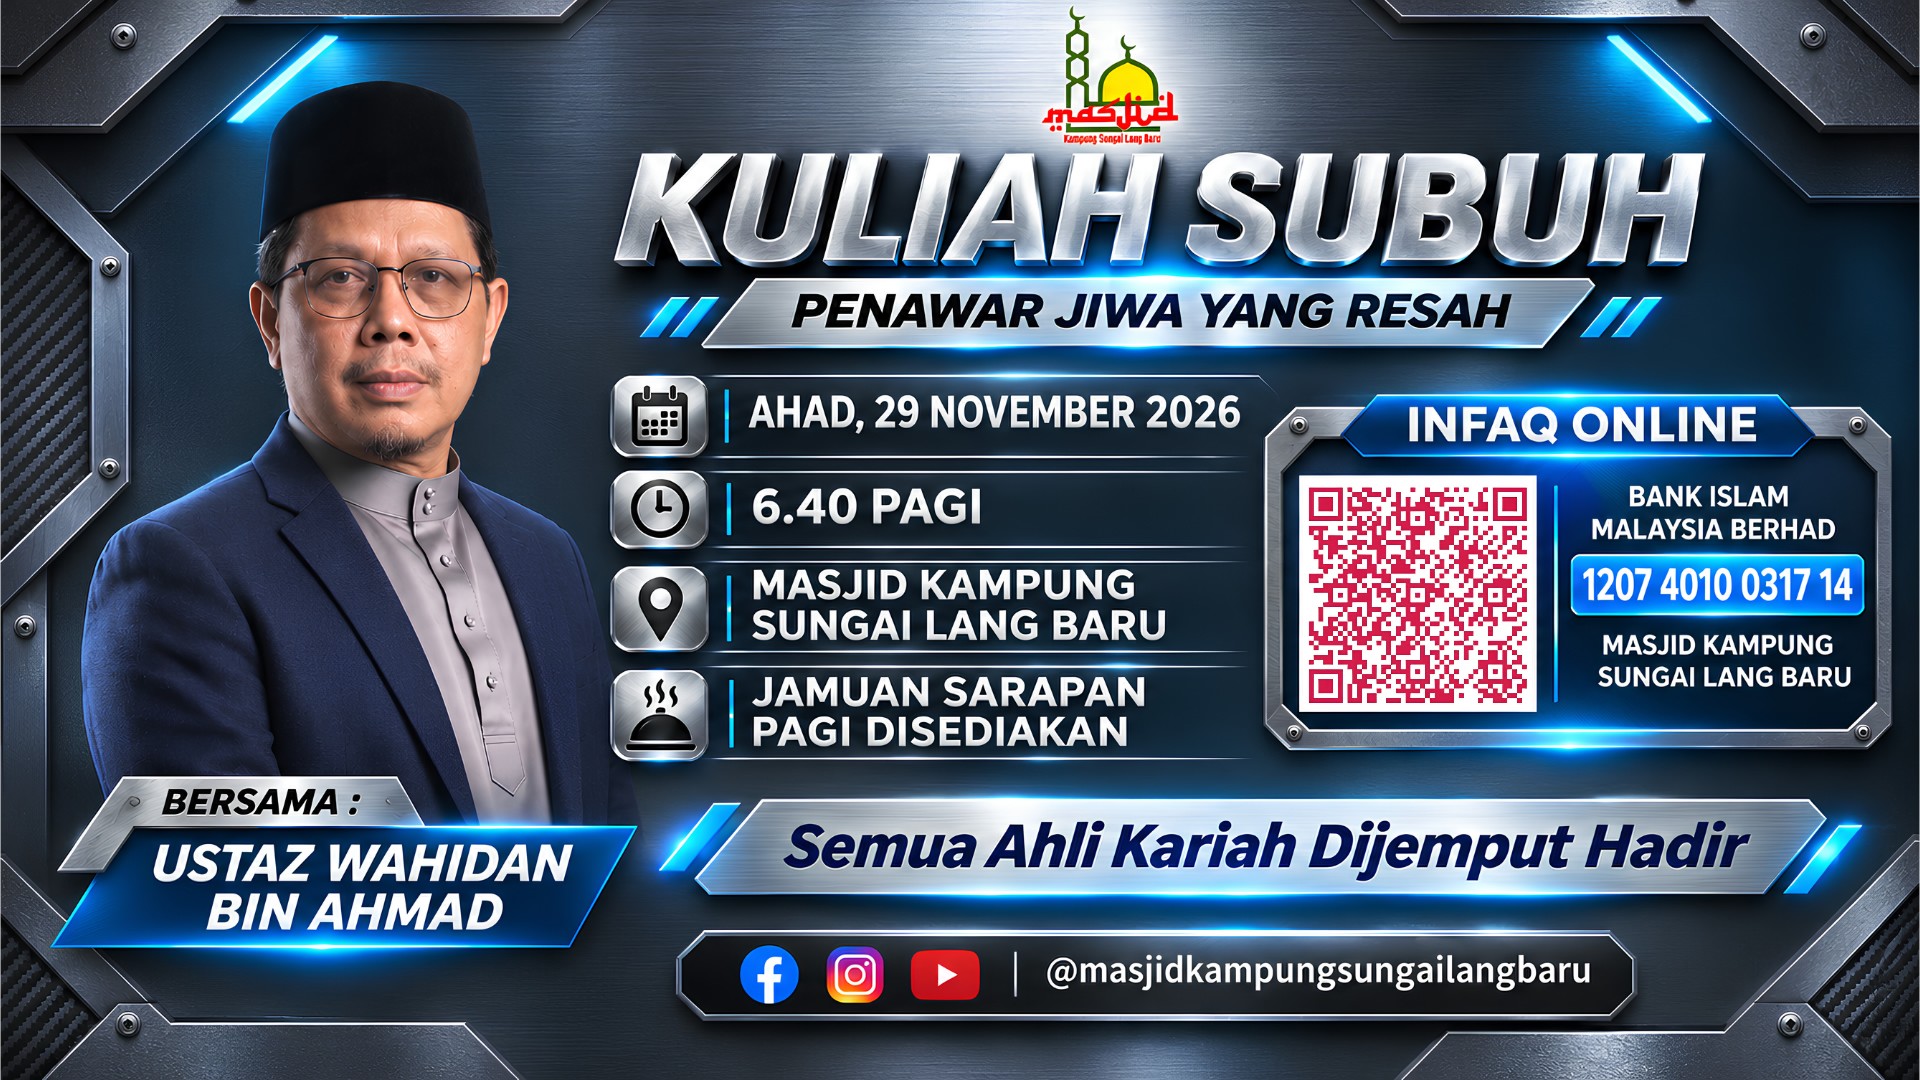 masjid
Kampung Sungai Lang Baru
KULIAH SUBUH
PENAWAR JIWA YANG RESAH
AHAD, 29 NOVEMBER 2026
6.40 PAGI
MASJID KAMPUNG
SUNGAI LANG BARU
JAMUAN SARAPAN
PAGI DISEDIAKAN
INFAQ ONLINE
BANK ISLAM
MALAYSIA BERHAD
1207 4010 0317 14
MASJID KAMPUNG
SUNGAI LANG BARU
BERSAMA :
USTAZ WAHIDAN
BIN AHMAD
Semua Ahli Kariah Dijemput Hadir
@masjidkampungsungailangbaru